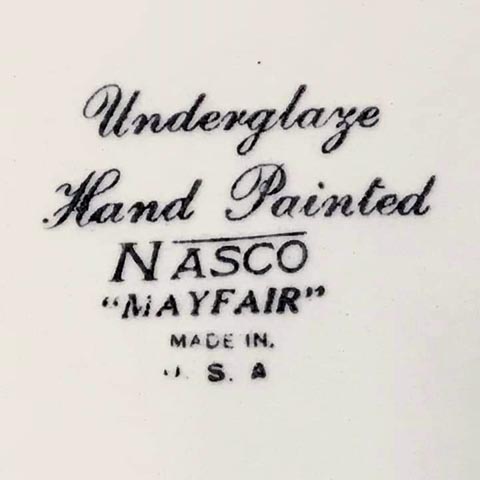 Underglaze
Hand Painted
NASCO
"MAYFAIR"
MADE IN.
U. S. A